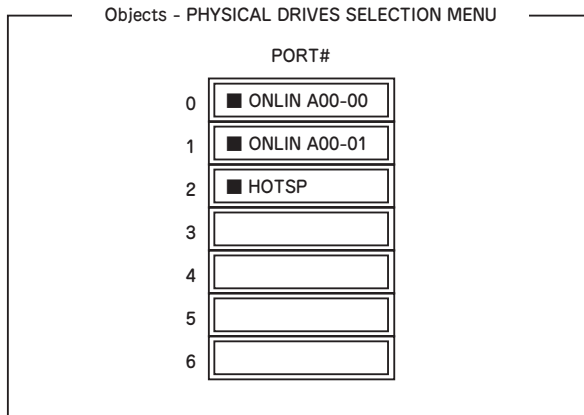 Objects - PHYSICAL DRIVES SELECTION MENU
PORT#
0 ■ ONLIN A00-00
1 ■ ONLIN A00-01
2 ■ HOTSP
3
4
5
6